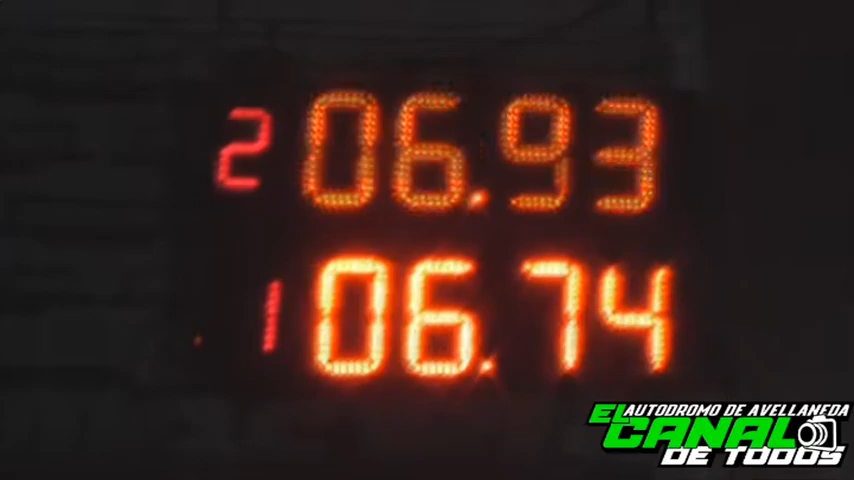 2 06.93
1 06.74
EL AUTODROMO DE AVELLANEDA
CANAL
DE TODOS